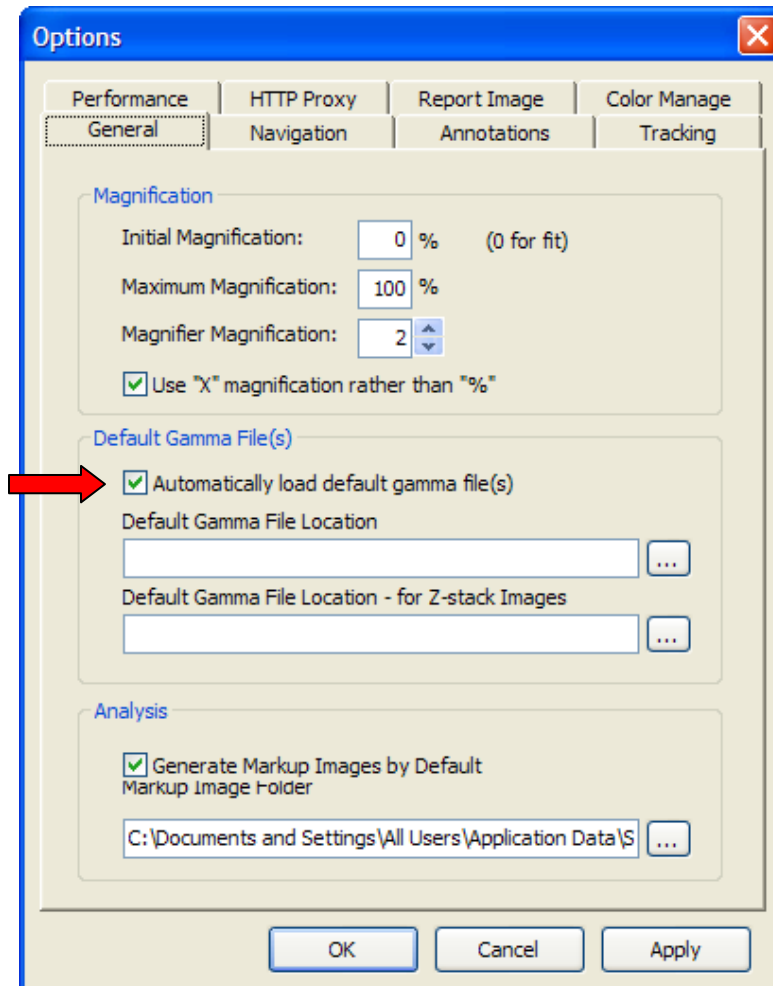 Options
Performance HTTP Proxy Report Image Color Manage
General Navigation Annotations Tracking
Magnification
Initial Magnification: 0 % (0 for fit)
Maximum Magnification: 100 %
Magnifier Magnification: 2
Use "X" magnification rather than "%"
Default Gamma File(s)
Automatically load default gamma file(s)
Default Gamma File Location
...
Default Gamma File Location - for Z-stack Images
...
Analysis
Generate Markup Images by Default
Markup Image Folder
C:\Documents and Settings\All Users\Application Data\S ...
OK Cancel Apply